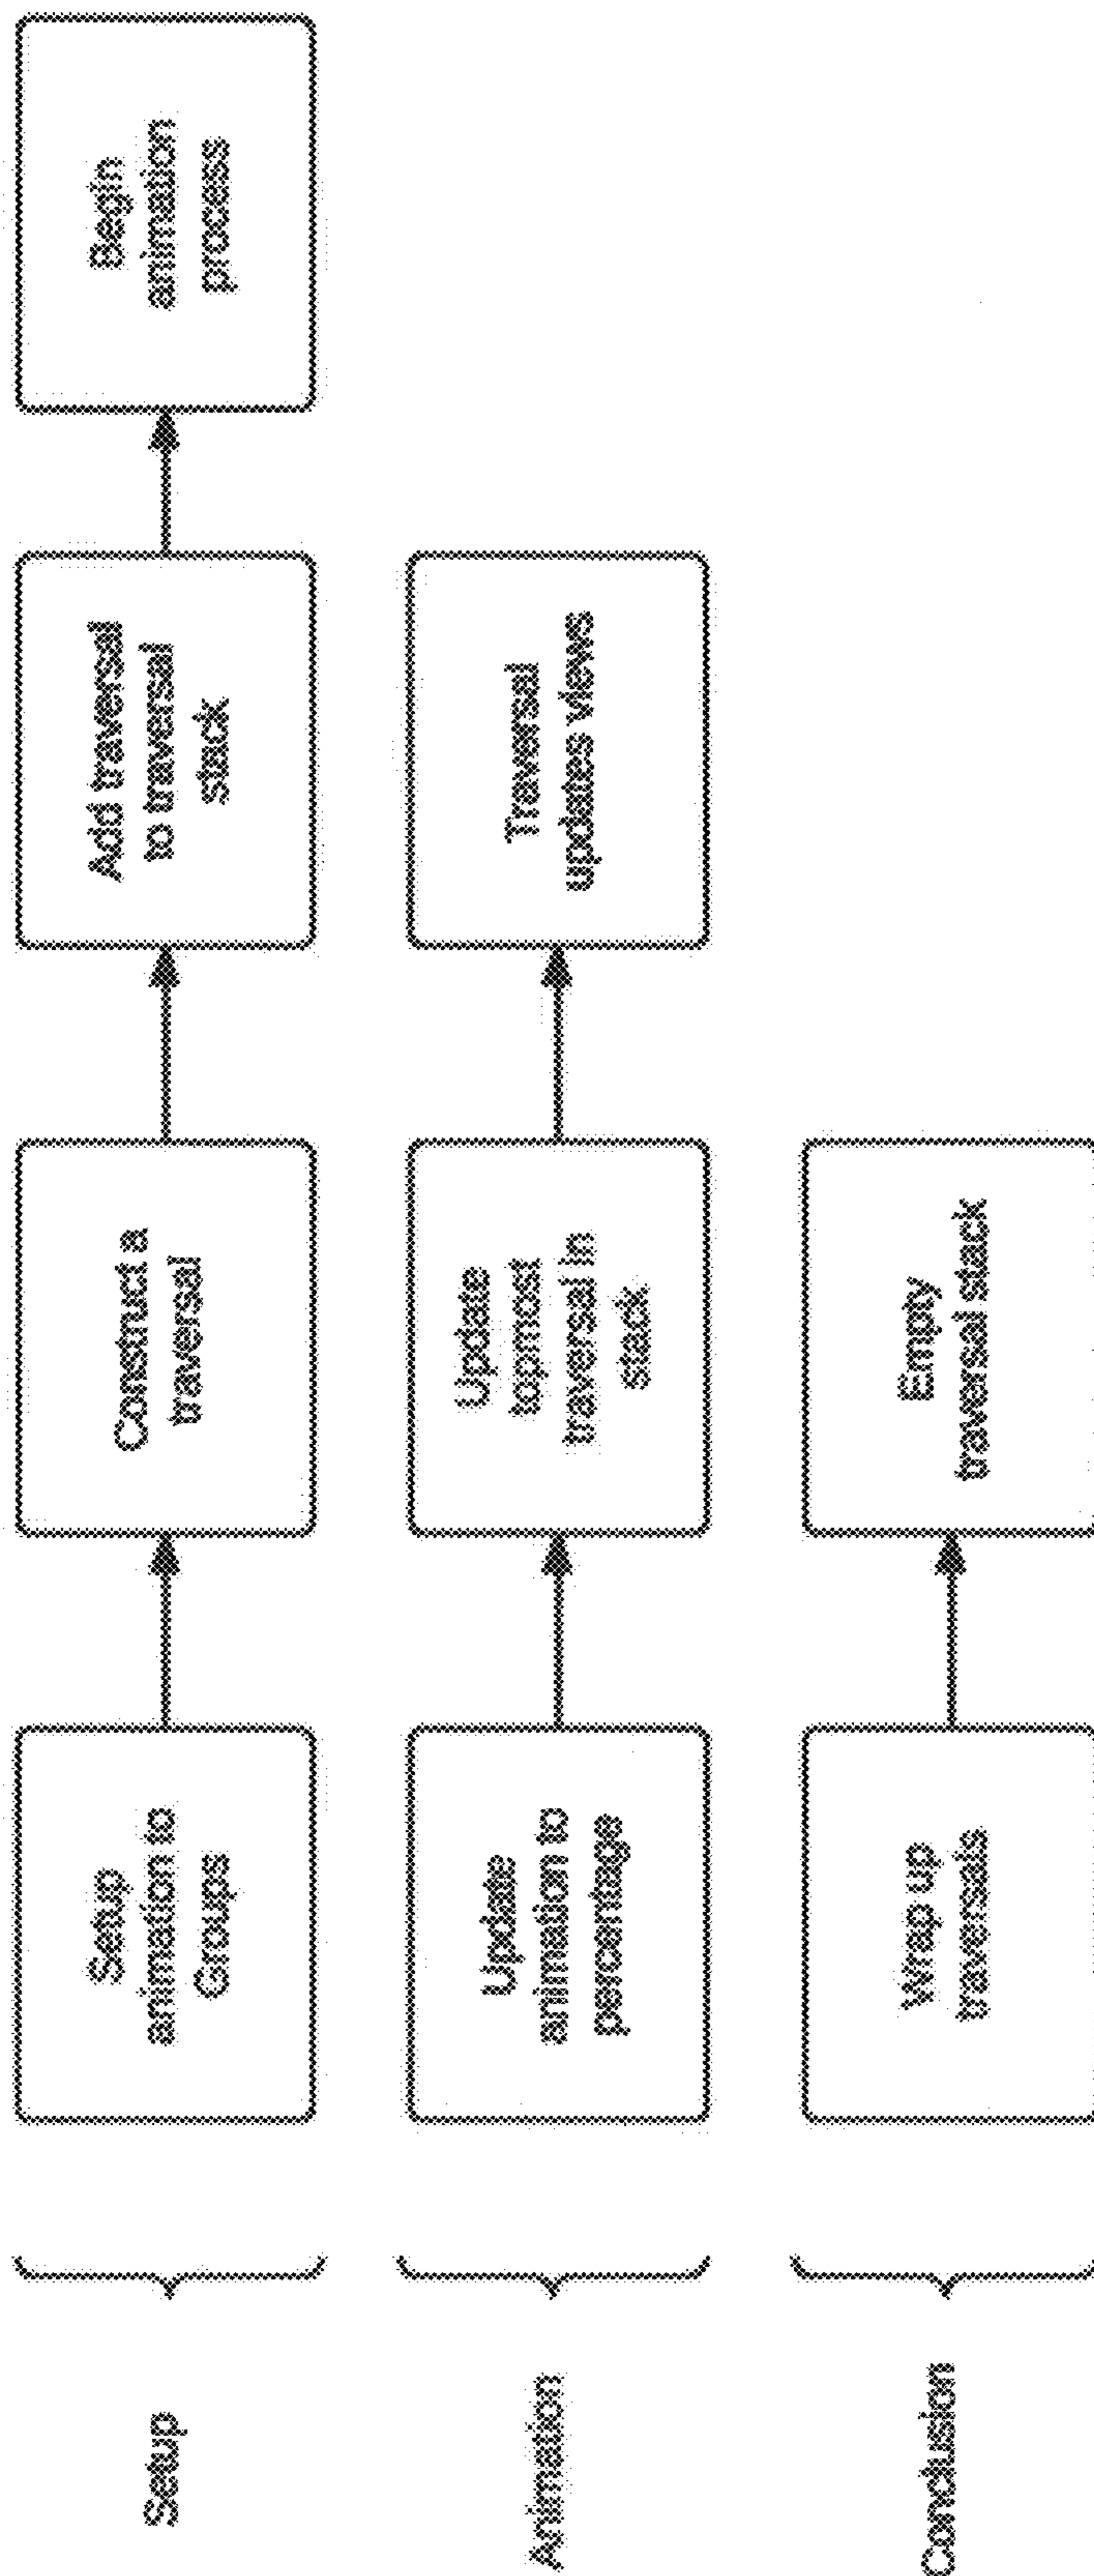 Setup
Setup
animation to
Groups
Construct a
traversal
Add traversal
to traversal
stack
Begin
animation
process
Animation
Update
animation to
percentage
Update
topmost
traversal in
stack
Traversal
updates views
Conclusion
Wrap up
traversals
Empty
traversal stack